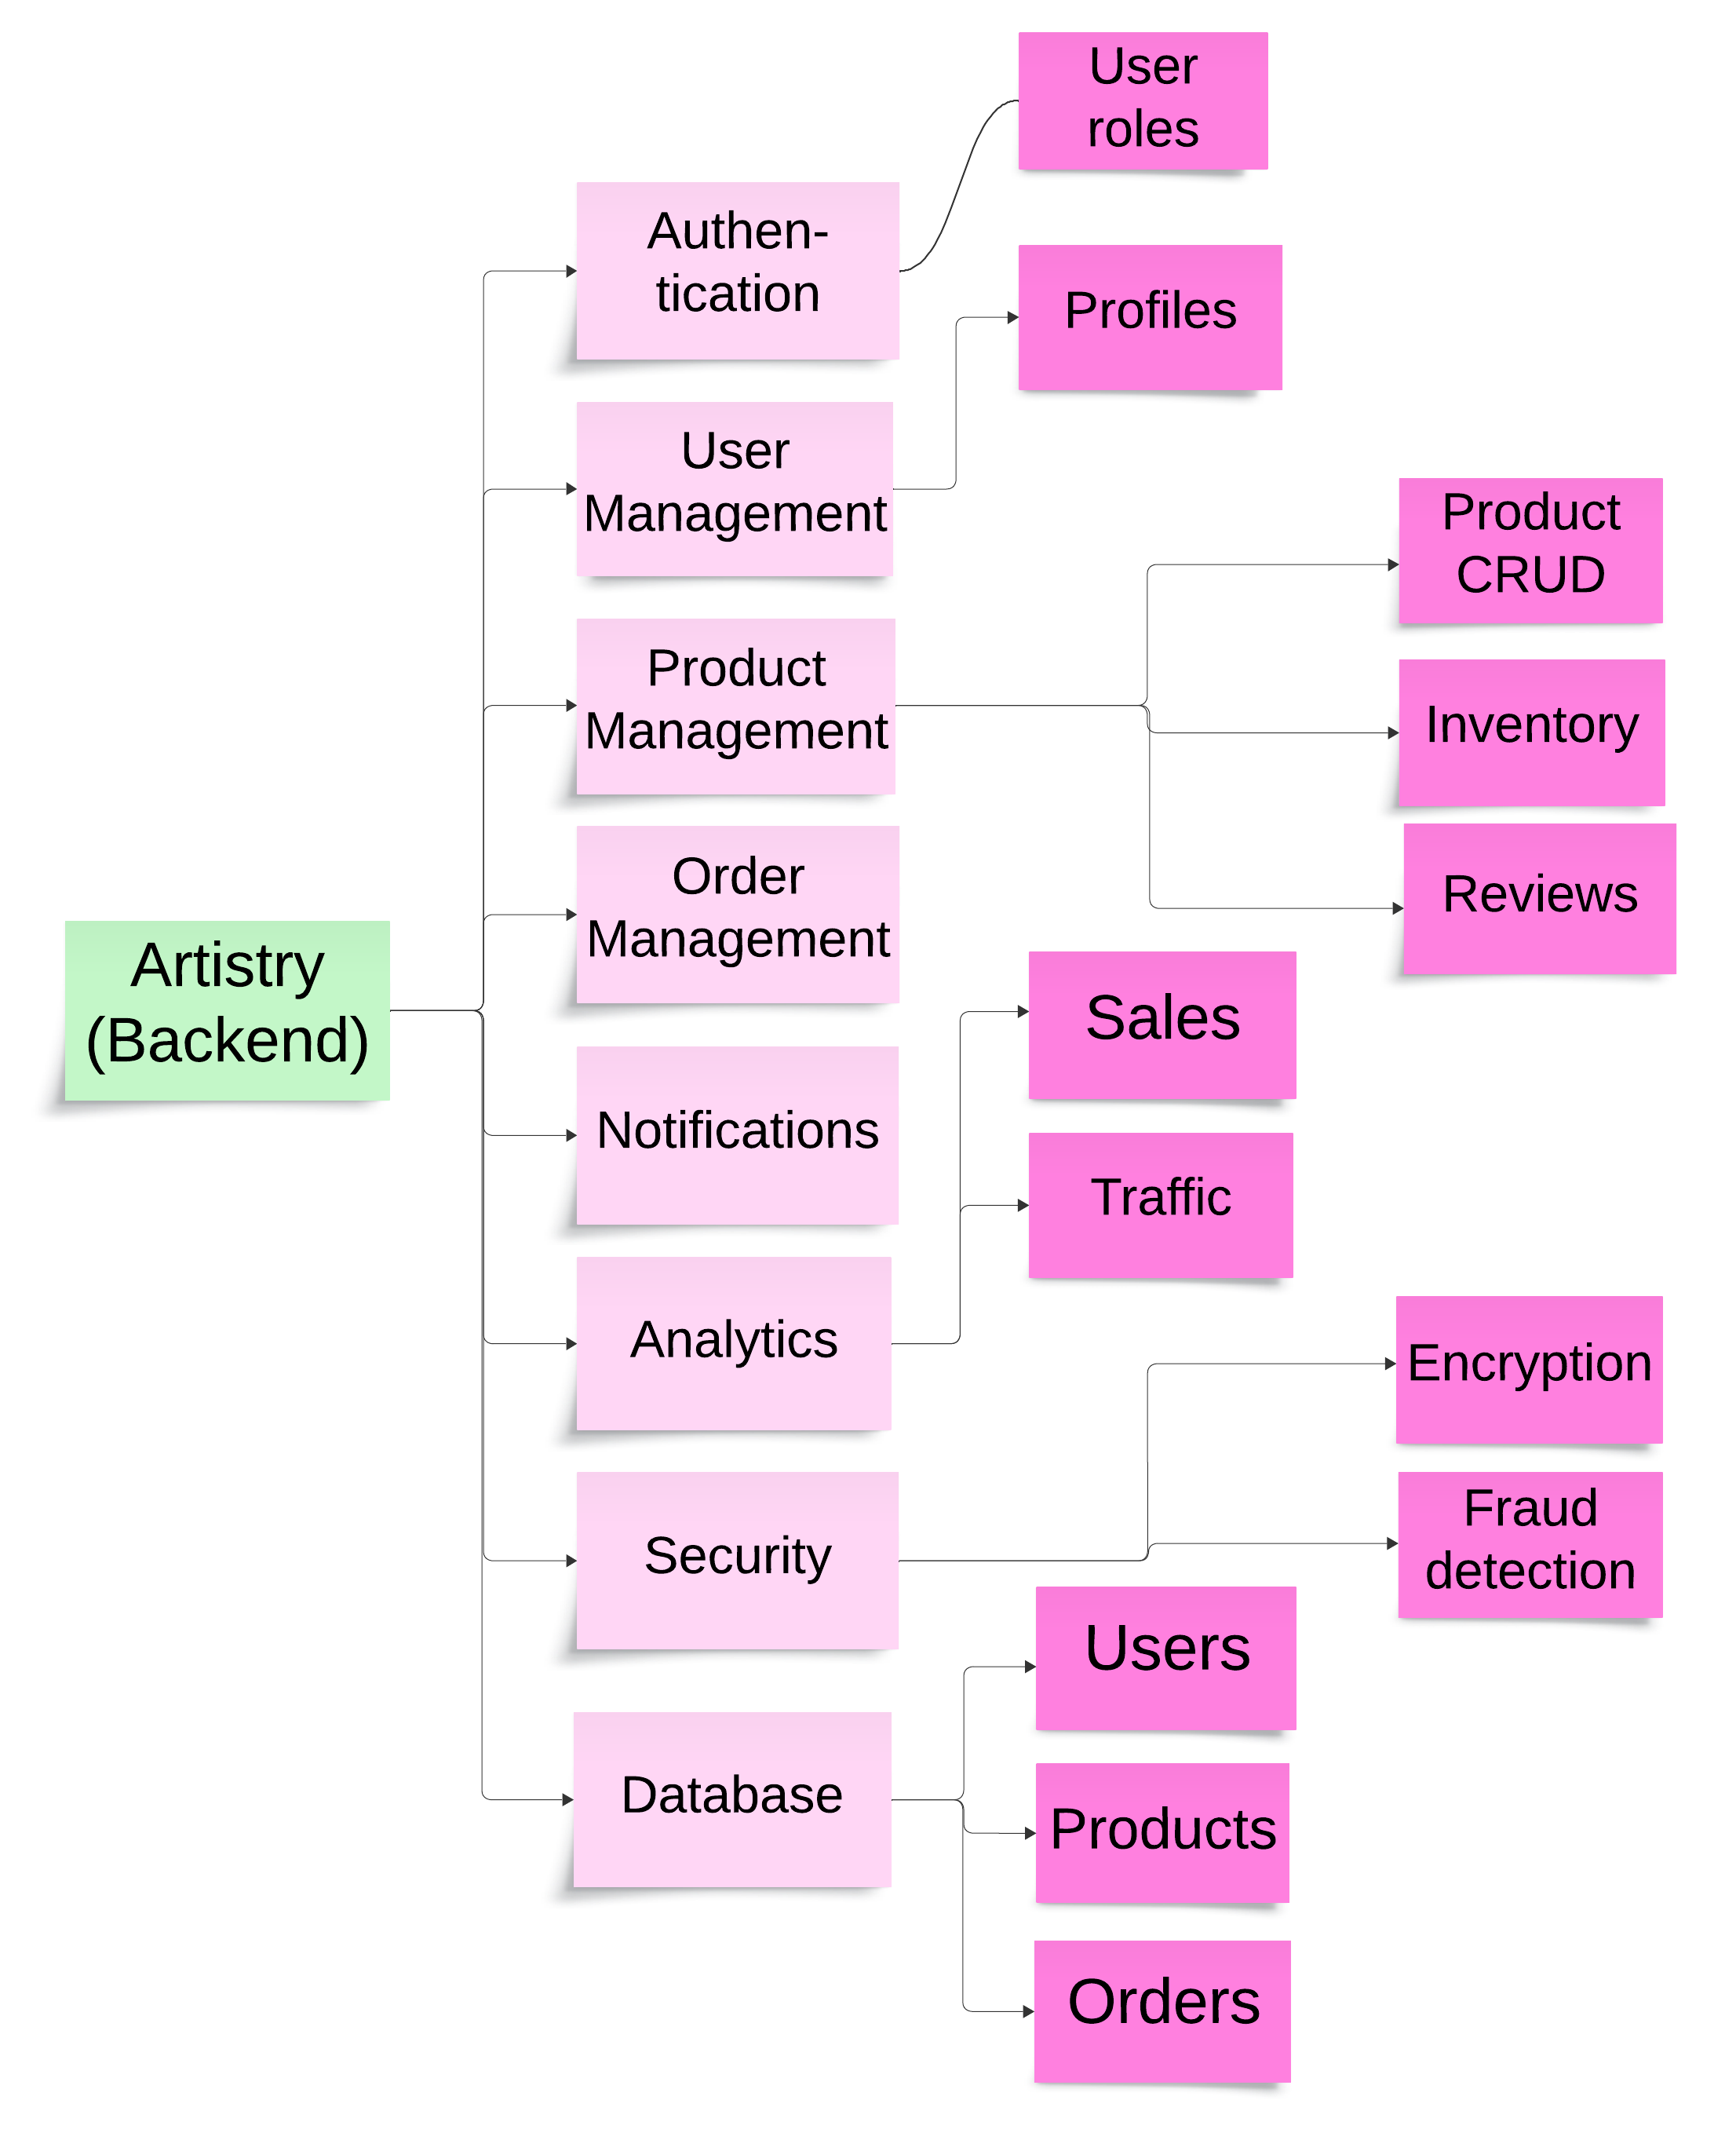 User
roles
Authen-
tication
Profiles
User
Management
Product
CRUD
Product
Management
Inventory
Order
Management
Reviews
Artistry
(Backend)
Sales
Notifications
Traffic
Analytics
Encryption
Security
Fraud
detection
Users
Database
Products
Orders